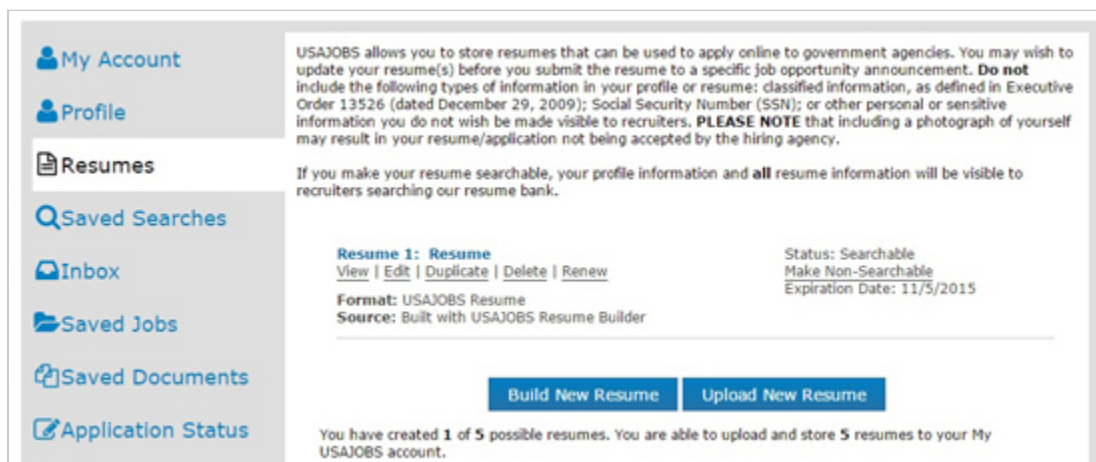 My Account
Profile
Resumes
Saved Searches
Inbox
Saved Jobs
Saved Documents
Application Status
USAJOBS allows you to store resumes that can be used to apply online to government agencies. You may wish to
update your resume(s) before you submit the resume to a specific job opportunity announcement. Do not
include the following types of information in your profile or resume: classified information, as defined in Executive
Order 13526 (dated December 29, 2009); Social Security Number (SSN); or other personal or sensitive
information you do not wish be made visible to recruiters. PLEASE NOTE that including a photograph of yourself
may result in your resume/application not being accepted by the hiring agency.
If you make your resume searchable, your profile information and all resume information will be visible to
recruiters searching our resume bank.
Resume 1: Resume
View | Edit | Duplicate | Delete | Renew
Format: USAJOBS Resume
Source: Built with USAJOBS Resume Builder
Status: Searchable
Make Non-Searchable
Expiration Date: 11/5/2015
Build New Resume
Upload New Resume
You have created 1 of 5 possible resumes. You are able to upload and store 5 resumes to your My
USAJOBS account.